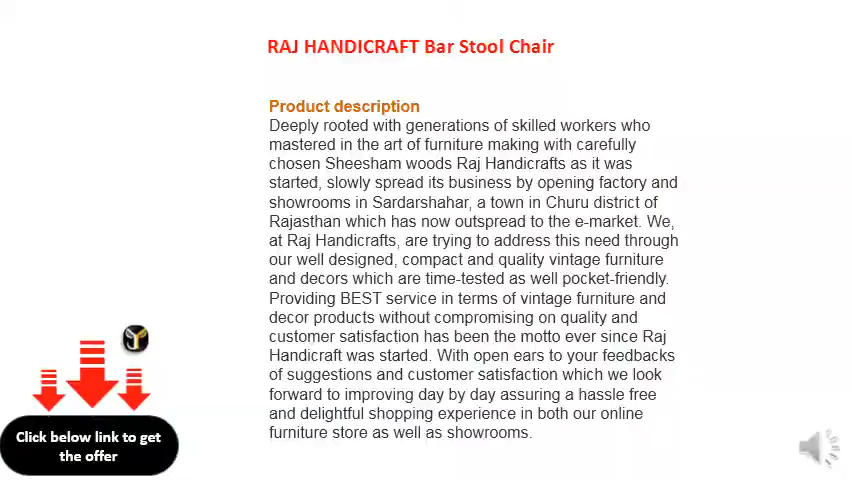 RAJ HANDICRAFT Bar Stool Chair
Product description
Deeply rooted with generations of skilled workers who
mastered in the art of furniture making with carefully
chosen Sheesham woods Raj Handicrafts as it was
started, slowly spread its business by opening factory and
showrooms in Sardarshahar, a town in Churu district of
Rajasthan which has now outspread to the e-market. We,
at Raj Handicrafts, are trying to address this need through
our well designed, compact and quality vintage furniture
and decors which are time-tested as well pocket-friendly.
Providing BEST service in terms of vintage furniture and
decor products without compromising on quality and
customer satisfaction has been the motto ever since Raj
Handicraft was started. With open ears to your feedbacks
of suggestions and customer satisfaction which we look
forward to improving day by day assuring a hassle free
and delightful shopping experience in both our online
furniture store as well as showrooms.
Click below link to get
the offer